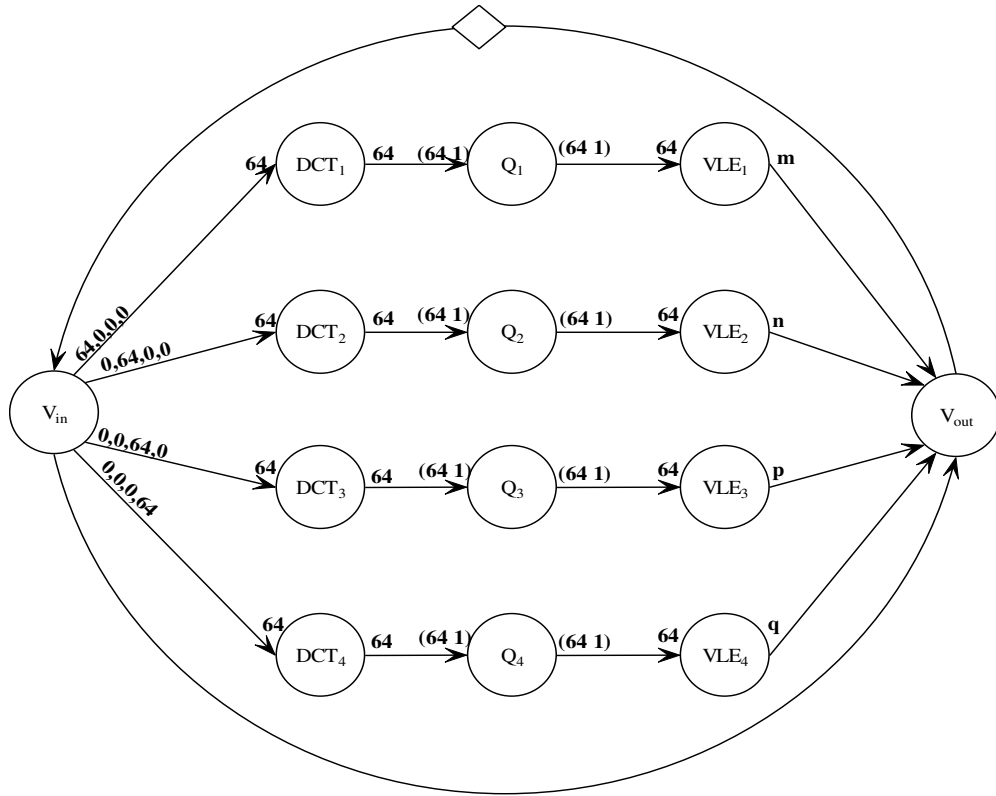 64 DCT₁ 64 (64 1) Q₁ (64 1) 64 VLE₁ m
64,0,0,0
64 DCT₂ 64 (64 1) Q₂ (64 1) 64 VLE₂ n
0,64,0,0
V_in
V_out
0,0,64,0
64 DCT₃ 64 (64 1) Q₃ (64 1) 64 VLE₃ p
0,0,0,64
64 DCT₄ 64 (64 1) Q₄ (64 1) 64 VLE₄ q